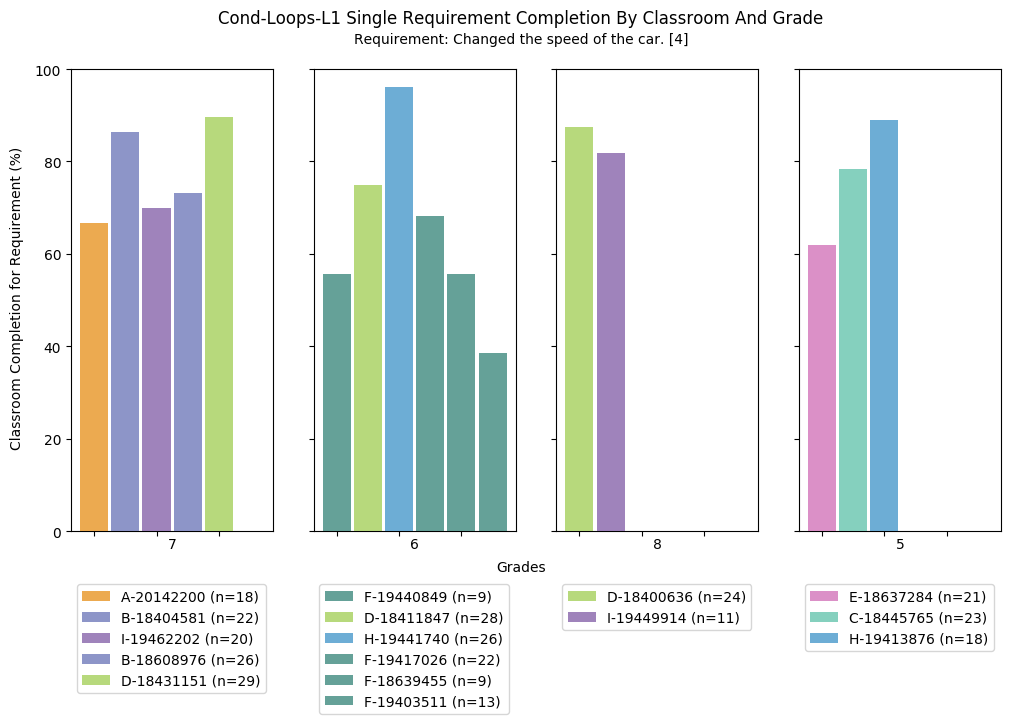 Cond-Loops-L1 Single Requirement Completion By Classroom And Grade
Requirement: Changed the speed of the car. [4]
Classroom Completion for Requirement (%)
100
80
60
40
20
0
7
6
8
5
Grades
A-20142200 (n=18)
B-18404581 (n=22)
I-19462202 (n=20)
B-18608976 (n=26)
D-18431151 (n=29)
F-19440849 (n=9)
D-18411847 (n=28)
H-19441740 (n=26)
F-19417026 (n=22)
F-18639455 (n=9)
F-19403511 (n=13)
D-18400636 (n=24)
I-19449914 (n=11)
E-18637284 (n=21)
C-18445765 (n=23)
H-19413876 (n=18)